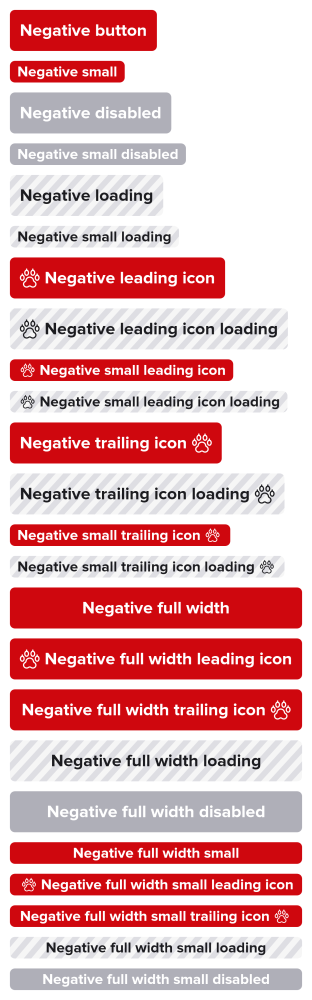 Negative button
Negative small
Negative disabled
Negative small disabled
Negative loading
Negative small loading
Negative leading icon
Negative leading icon loading
Negative small leading icon
Negative small leading icon loading
Negative trailing icon
Negative trailing icon loading
Negative small trailing icon
Negative small trailing icon loading
Negative full width
Negative full width leading icon
Negative full width trailing icon
Negative full width loading
Negative full width disabled
Negative full width small
Negative full width small leading icon
Negative full width small trailing icon
Negative full width small loading
Negative full width small disabled